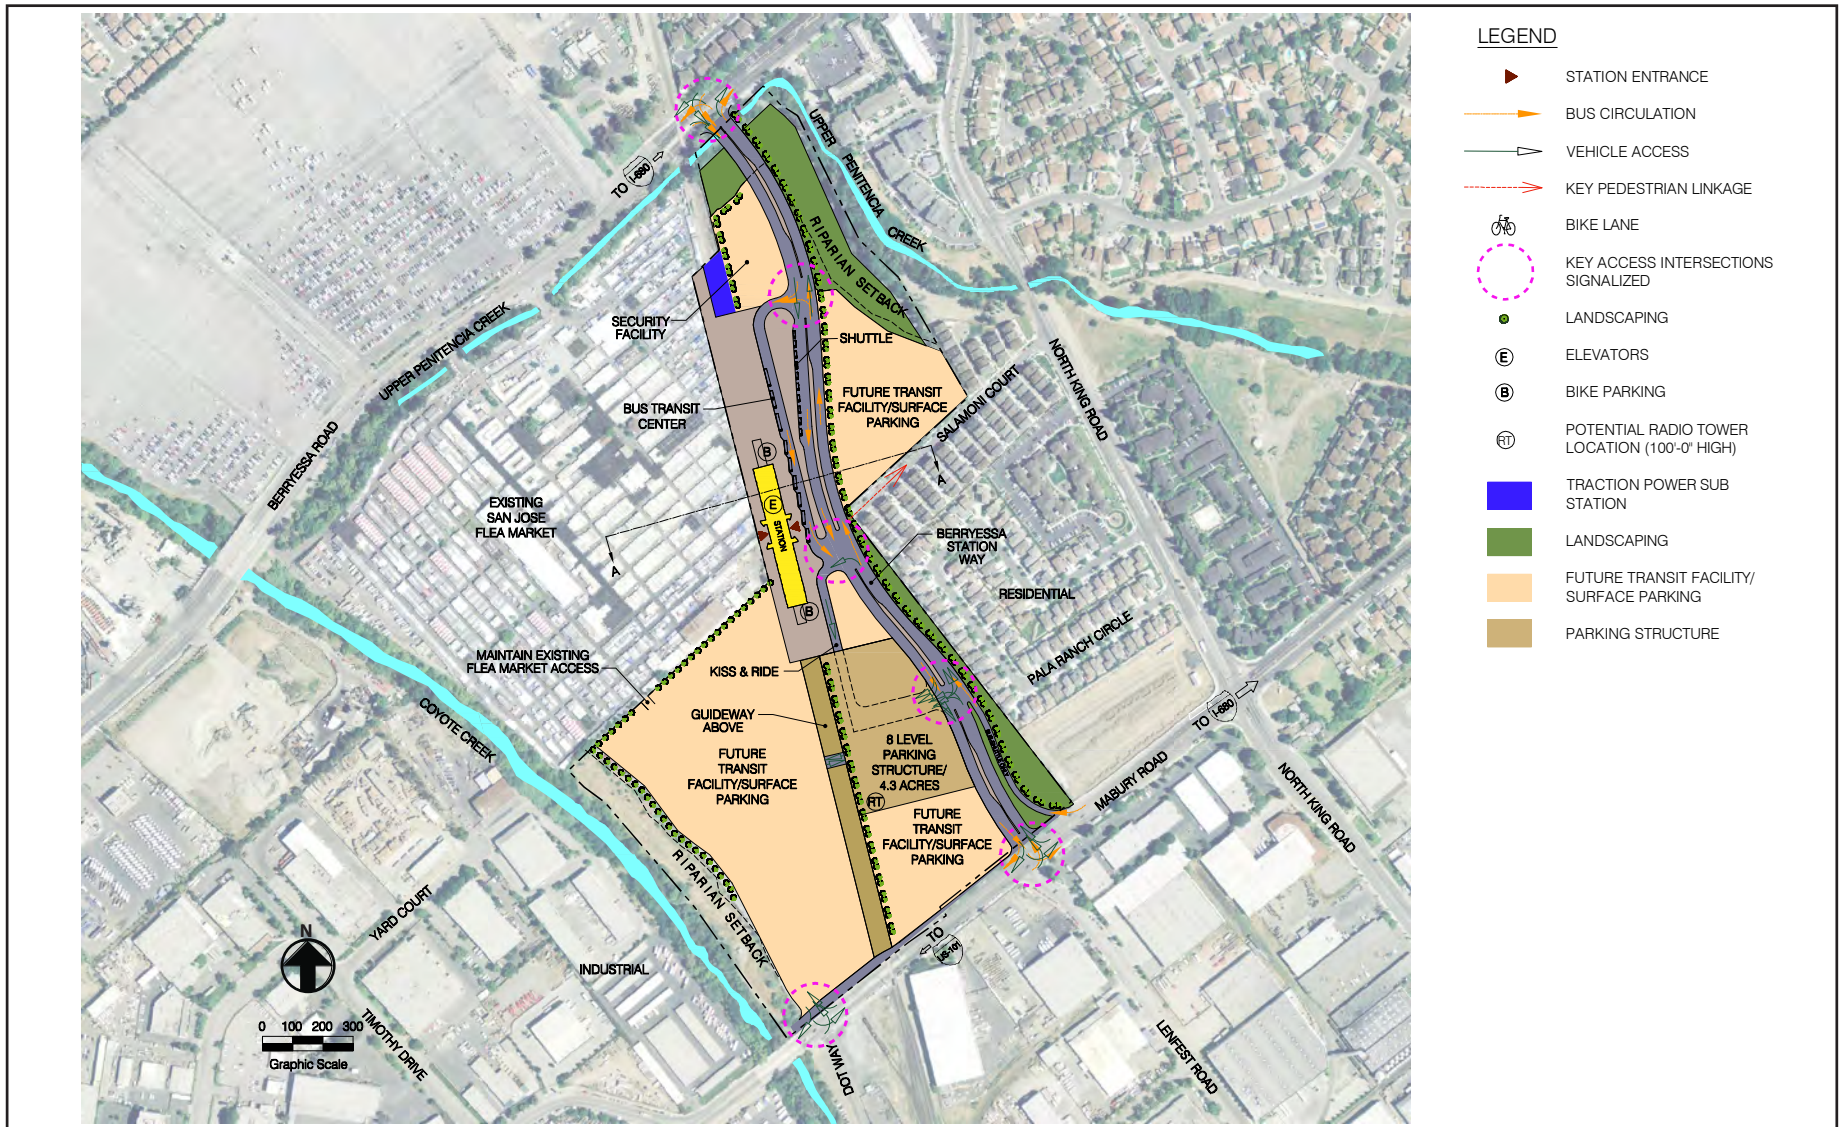 LEGEND
STATION ENTRANCE
BUS CIRCULATION
VEHICLE ACCESS
KEY PEDESTRIAN LINKAGE
BIKE LANE
KEY ACCESS INTERSECTIONS
SIGNALIZED
LANDSCAPING
E
ELEVATORS
B
BIKE PARKING
RT
POTENTIAL RADIO TOWER
LOCATION (100'-0" HIGH)
TRACTION POWER SUB
STATION
LANDSCAPING
FUTURE TRANSIT FACILITY/
SURFACE PARKING
PARKING STRUCTURE
TO I-680
UPPER PENITENCIA CREEK
RIPARIAN SETBACK
SECURITY
FACILITY
SHUTTLE
UPPER PENITENCIA CREEK
BUS TRANSIT
CENTER
FUTURE TRANSIT
FACILITY/SURFACE
PARKING
SALAMONI COURT
NORTH KING ROAD
BERRYESSA ROAD
B
A
EXISTING
SAN JOSE
FLEA MARKET
E
STATION
A
BERRYESSA
STATION
WAY
RESIDENTIAL
B
PALA RANCH CIRCLE
MAINTAIN EXISTING
FLEA MARKET ACCESS
KISS & RIDE
COYOTE CREEK
GUIDEWAY
ABOVE
TO I-680
FUTURE
TRANSIT
FACILITY/SURFACE
PARKING
8 LEVEL
PARKING
STRUCTURE/
4.3 ACRES
RT
MABURY ROAD
NORTH KING ROAD
FUTURE
TRANSIT
FACILITY/SURFACE
PARKING
RIPARIAN SETBACK
YARD COURT
TO
US-101
INDUSTRIAL
N
0 100 200 300
Graphic Scale
TIMOTHY DRIVE
DOT WAY
LENFEST ROAD